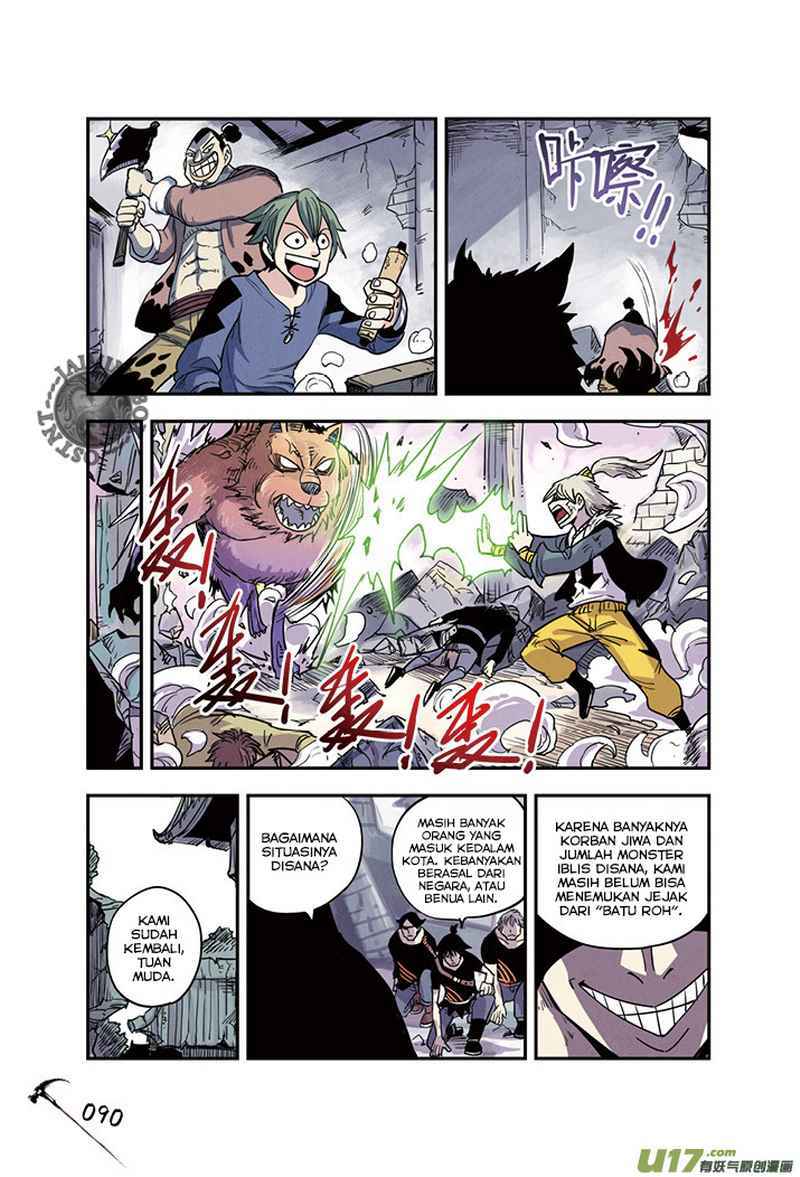 咔嚓!!
轰!
轰!
轰!
轰!
KAMI
SUDAH
KEMBALI,
TUAN
MUDA.
BAGAIMANA
SITUASINYA
DISANA?
MASIH BANYAK
ORANG YANG
MASUK KEDALAM
KOTA. KEBANYAKAN
BERASAL DARI
NEGARA, ATAU
BENUA LAIN.
KARENA BANYAKNYA
KORBAN JIWA DAN
JUMLAH MONSTER
IBLIS DISANA, KAMI
MASIH BELUM BISA
MENEMUKAN JEJAK
DARI "BATU ROH".
090
U17.com
有妖气原创漫画